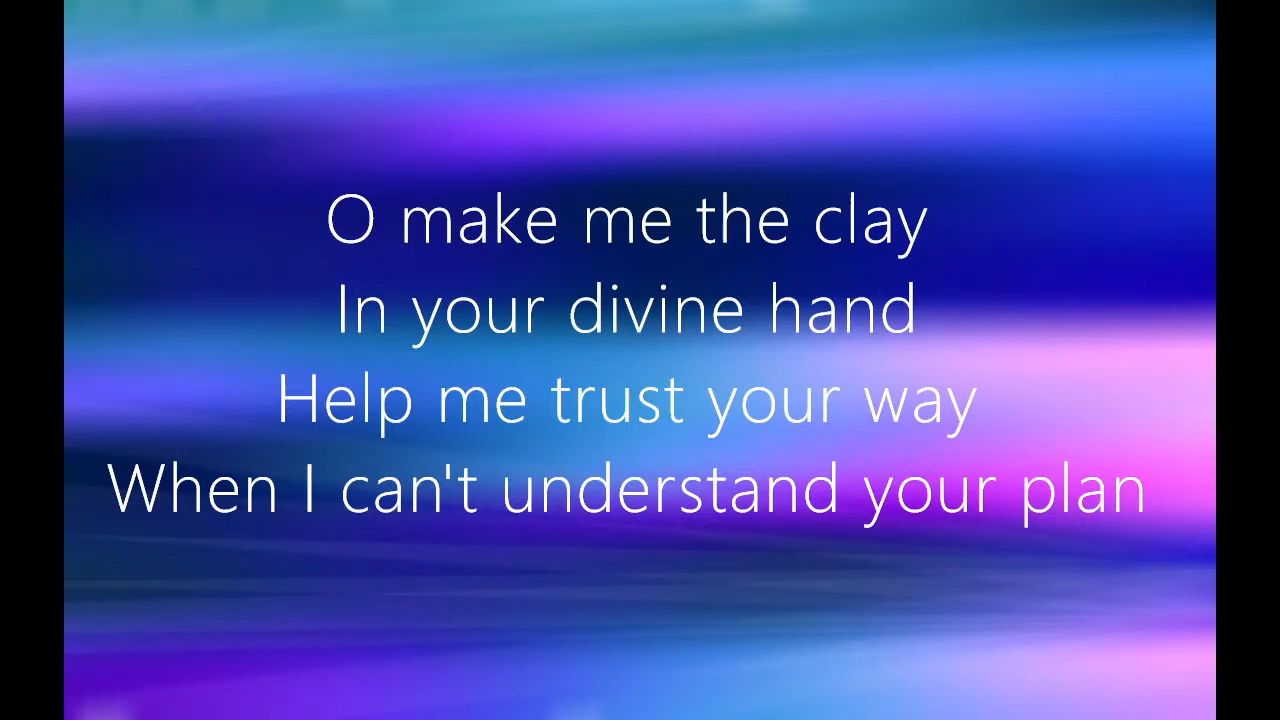 O make me the clay
In your divine hand
Help me trust your way
When I can't understand your plan